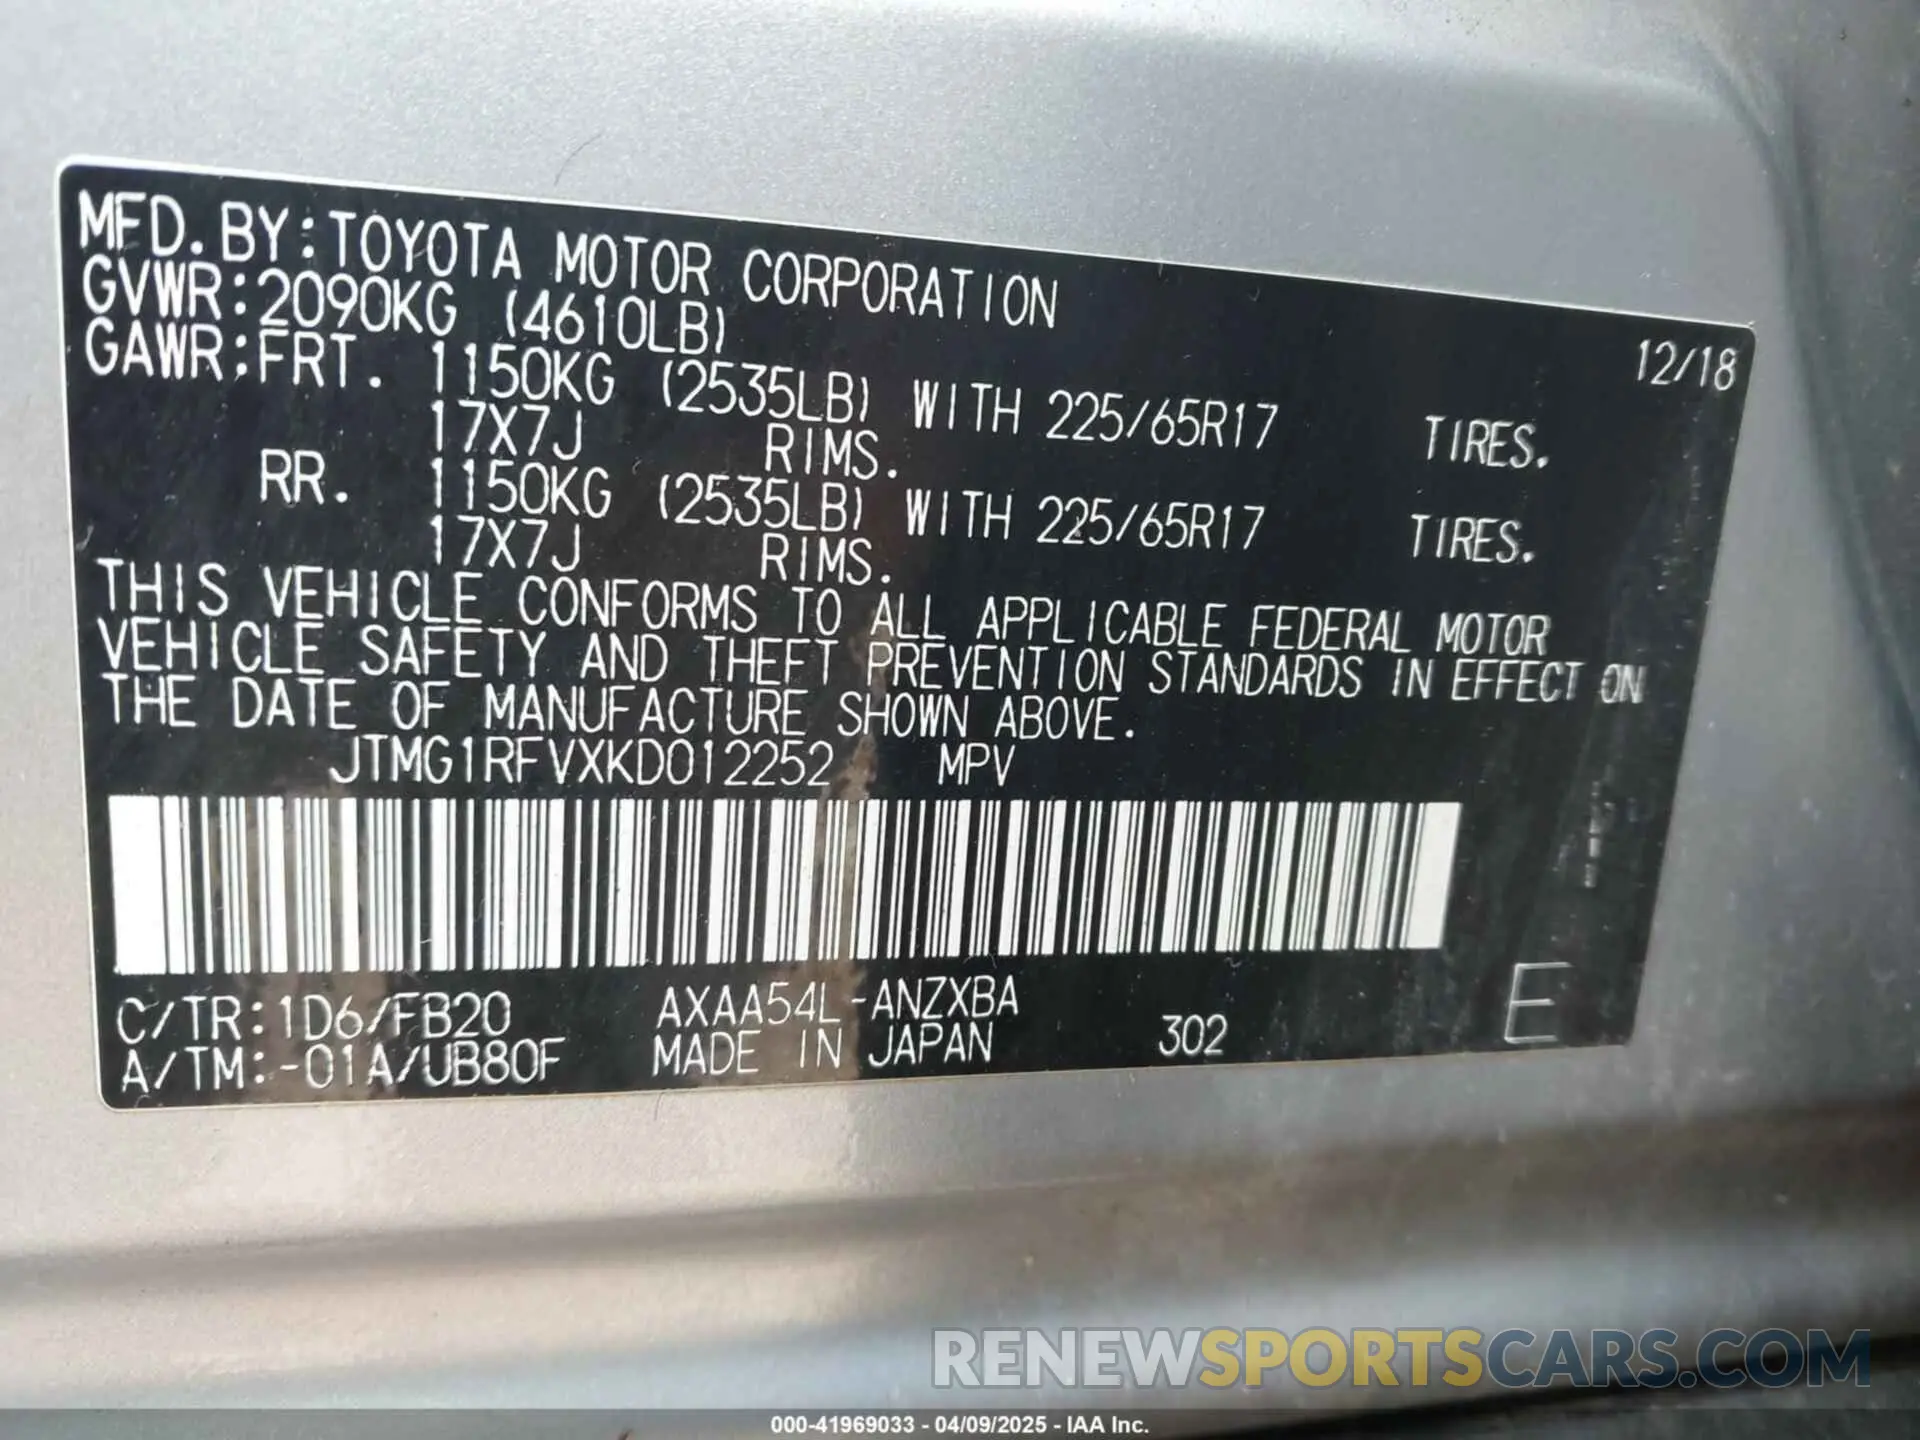 MFD.BY:TOYOTA MOTOR CORPORATION
12/18
GVWR:2090KG (4610LB)
GAWR:FRT. 1150KG (2535LB) WITH 225/65R17 TIRES.
17X7J RIMS.
RR. 1150KG (2535LB) WITH 225/65R17 TIRES.
17X7J RIMS.
THIS VEHICLE CONFORMS TO ALL APPLICABLE FEDERAL MOTOR
VEHICLE SAFETY AND THEFT PREVENTION STANDARDS IN EFFECT ON
THE DATE OF MANUFACTURE SHOWN ABOVE.
JTMG1RFVXKD012252 MPV
C/TR:1D6/FB20 AXAA54L-ANZXBA
A/TM:-01A/UB80F MADE IN JAPAN 302 E
RENEWSPORTSCARS.COM
000-41969033 - 04/09/2025 - IAA Inc.